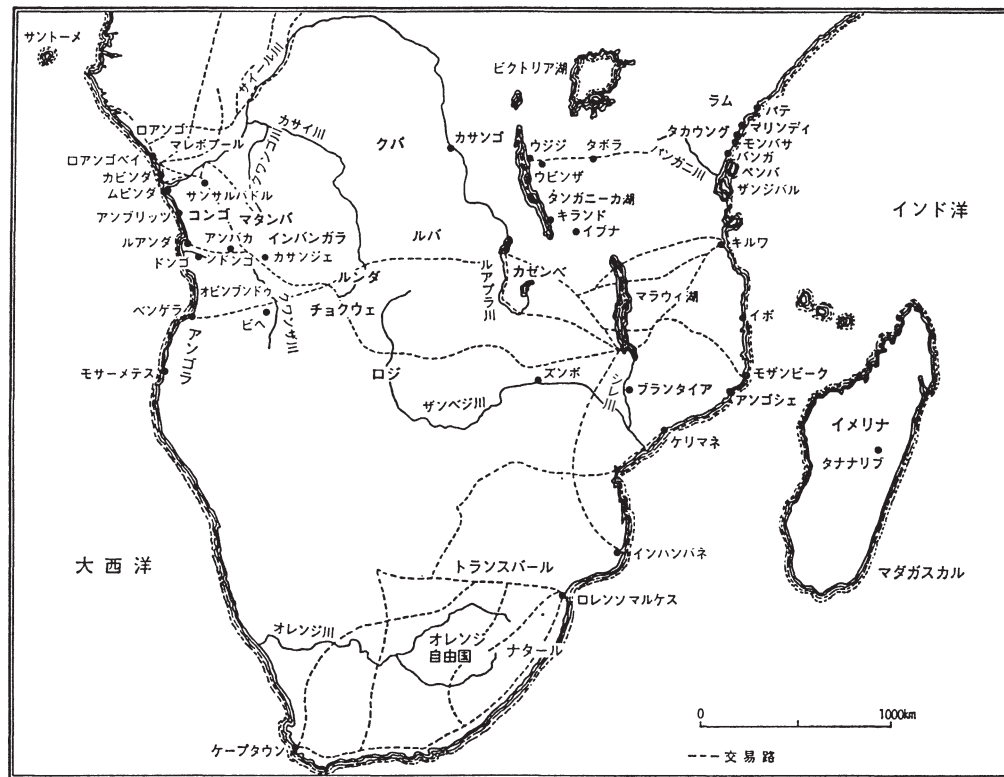 サントーメ
ザイール川
ビクトリア湖
ラム
パテ
マリンディ
タカウング
モンバサ
バンガ
ペンバ
ザンジバル
パンガニ川
ロアンゴ
マレボプール
カサイ川
クワンゴ川
クバ
カサンゴ
ウジジ
タボラ
ロアンゴベイ
カビンダ
ムピンダ
サンサルバドル
ウビンザ
タンガニーカ湖
キランド
イプナ
インド洋
アンブリッツ
コンゴ
マタンバ
ルアンダ
アンバカ
インバンガラ
ルバ
キルワ
ドンゴ
ンドンゴ
カサンジェ
ルンダ
ルアプラ川
カゼンベ
マラウィ湖
オビンブンドゥ
チョクウェ
ベンゲラ
ビヘ
クワンザ川
イボ
アンゴラ
モサーメデス
ロジ
ズンボ
シレ川
ブランタイア
モザンビーク
アンゴシェ
ザンベジ川
ケリマネ
イメリナ
タナナリブ
大西洋
インハンバネ
マダガスカル
トランスバール
ロレンソマルケス
オレンジ川
オレンジ
自由国
ナタール
ケープタウン
0 1000km
---- 交易路